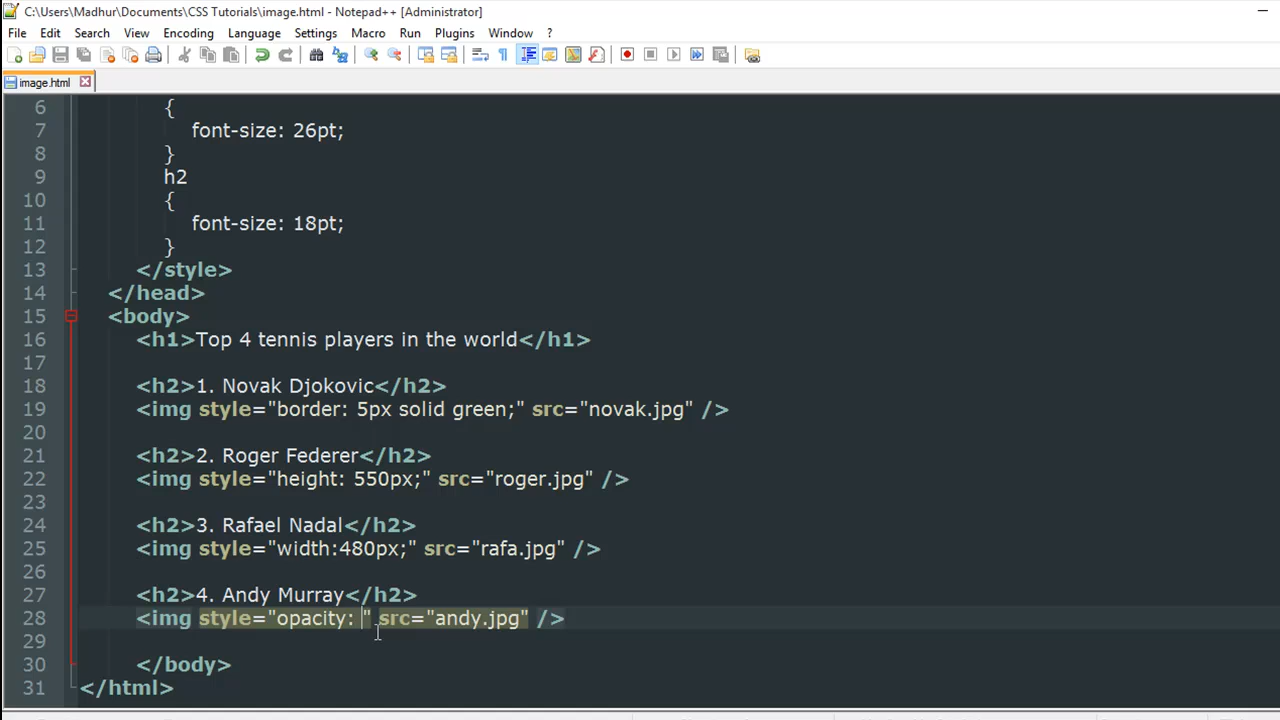 C:\Users\Madhur\Documents\CSS Tutorials\image.html - Notepad++ [Administrator]
File Edit Search View Encoding Language Settings Macro Run Plugins Window ?
image.html
6 {
7 font-size: 26pt;
8 }
9 h2
10 {
11 font-size: 18pt;
12 }
13 </style>
14 </head>
15 <body>
16 <h1>Top 4 tennis players in the world</h1>
17
18 <h2>1. Novak Djokovic</h2>
19 <img style="border: 5px solid green;" src="novak.jpg" />
20
21 <h2>2. Roger Federer</h2>
22 <img style="height: 550px;" src="roger.jpg" />
23
24 <h2>3. Rafael Nadal</h2>
25 <img style="width:480px;" src="rafa.jpg" />
26
27 <h2>4. Andy Murray</h2>
28 <img style="opacity: " src="andy.jpg" />
29
30 </body>
31 </html>